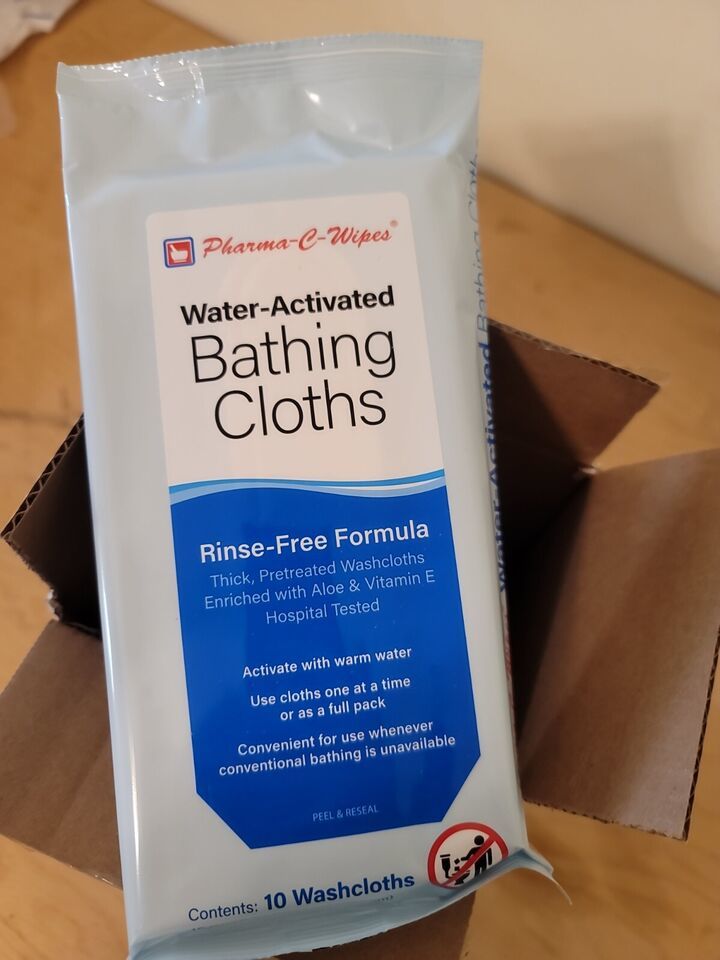 Pharma-C-Wipes®
Water-Activated
Bathing
Cloths
Rinse-Free Formula
Thick, Pretreated Washcloths
Enriched with Aloe & Vitamin E
Hospital Tested
Activate with warm water
Use cloths one at a time
or as a full pack
Convenient for use whenever
conventional bathing is unavailable
PEEL & RESEAL
Contents: 10 Washcloths
Water-Activated Bathing Cloths